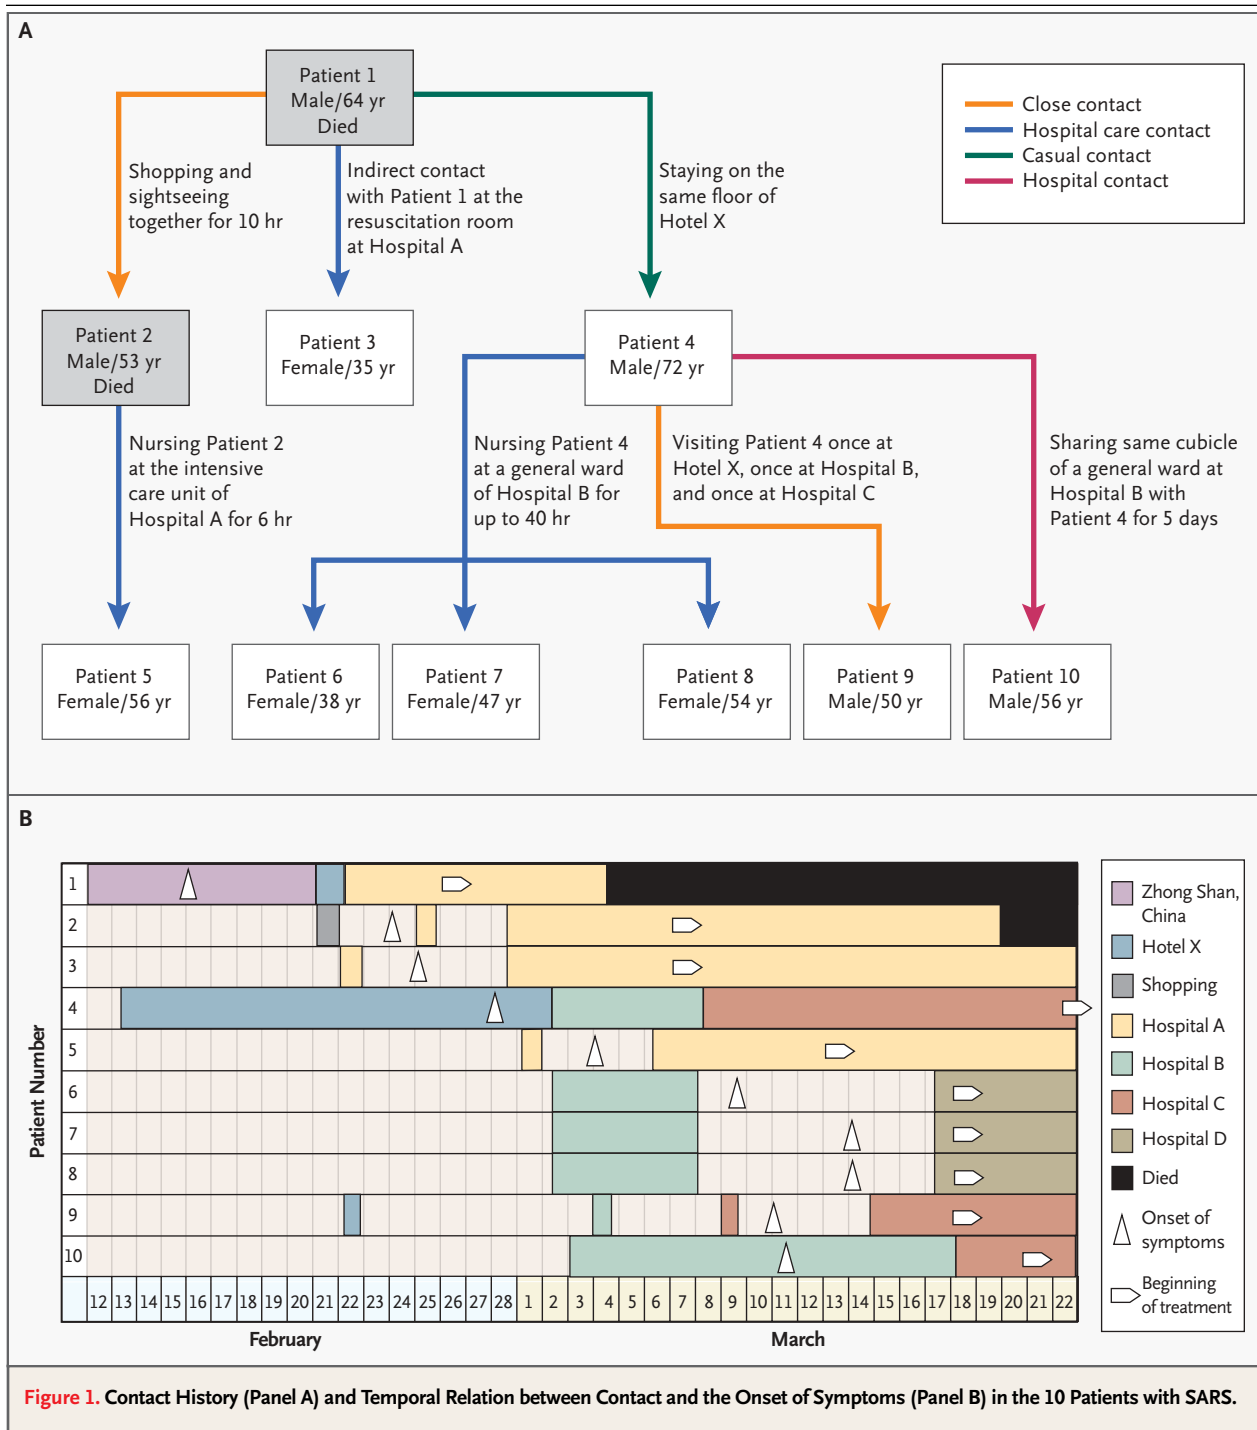 A
Patient 1
Male/64 yr
Died
Close contact
Hospital care contact
Casual contact
Hospital contact
Shopping and
sightseeing
together for 10 hr
Indirect contact
with Patient 1 at the
resuscitation room
at Hospital A
Staying on the
same floor of
Hotel X
Patient 2
Male/53 yr
Died
Patient 3
Female/35 yr
Patient 4
Male/72 yr
Nursing Patient 2
at the intensive
care unit of
Hospital A for 6 hr
Nursing Patient 4
at a general ward
of Hospital B for
up to 40 hr
Visiting Patient 4 once at
Hotel X, once at Hospital B,
and once at Hospital C
Sharing same cubicle
of a general ward at
Hospital B with
Patient 4 for 5 days
Patient 5
Female/56 yr
Patient 6
Female/38 yr
Patient 7
Female/47 yr
Patient 8
Female/54 yr
Patient 9
Male/50 yr
Patient 10
Male/56 yr
B
Patient Number
1
2
3
4
5
6
7
8
9
10
12 13 14 15 16 17 18 19 20 21 22 23 24 25 26 27 28 1 2 3 4 5 6 7 8 9 10 11 12 13 14 15 16 17 18 19 20 21 22
February
March
Zhong Shan,
China
Hotel X
Shopping
Hospital A
Hospital B
Hospital C
Hospital D
Died
Onset of
symptoms
Beginning
of treatment
Figure 1. Contact History (Panel A) and Temporal Relation between Contact and the Onset of Symptoms (Panel B) in the 10 Patients with SARS.